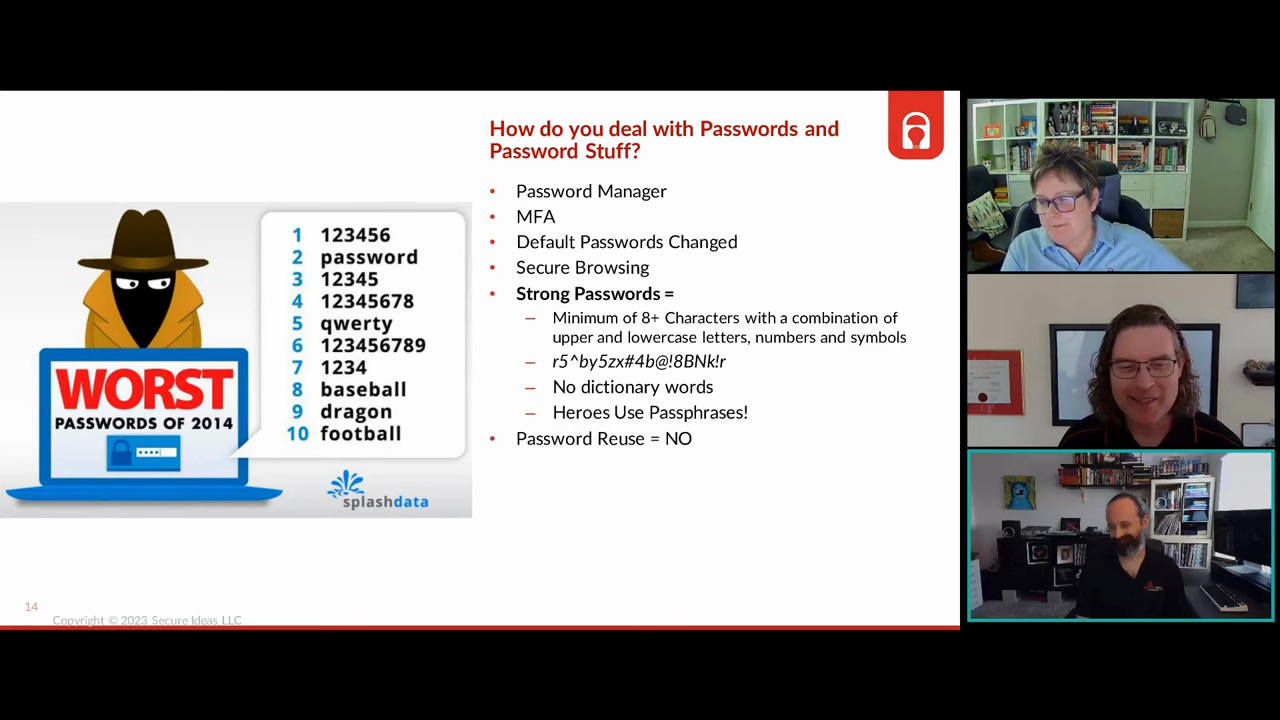 How do you deal with Passwords and
Password Stuff?
• Password Manager
• MFA
• Default Passwords Changed
• Secure Browsing
• Strong Passwords =
– Minimum of 8+ Characters with a combination of
upper and lowercase letters, numbers and symbols
– r5^by5zx#4b@!8BNk!r
– No dictionary words
– Heroes Use Passphrases!
• Password Reuse = NO
1 123456
2 password
3 12345
4 12345678
5 qwerty
6 123456789
7 1234
8 baseball
9 dragon
10 football
WORST
PASSWORDS OF 2014
splashdata
14
Copyright © 2023 Secure Ideas LLC